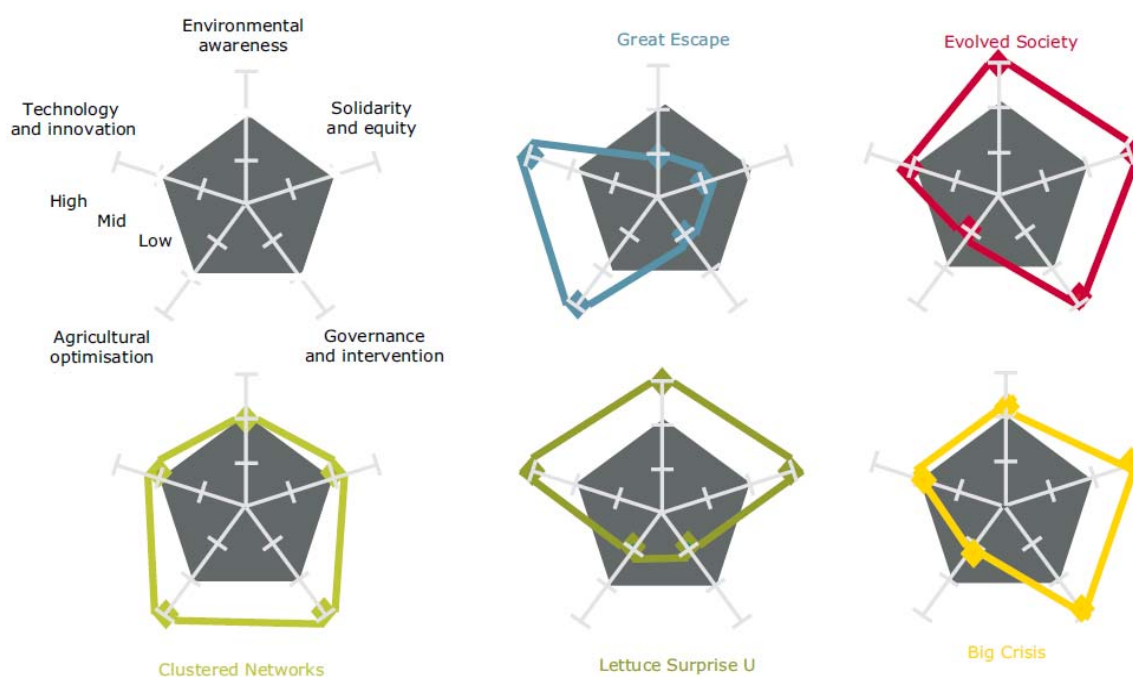 Environmental
awareness
Technology
and innovation
Solidarity
and equity
High
Mid
Low
Agricultural
optimisation
Governance
and intervention
Great Escape
Evolved Society
Clustered Networks
Lettuce Surprise U
Big Crisis